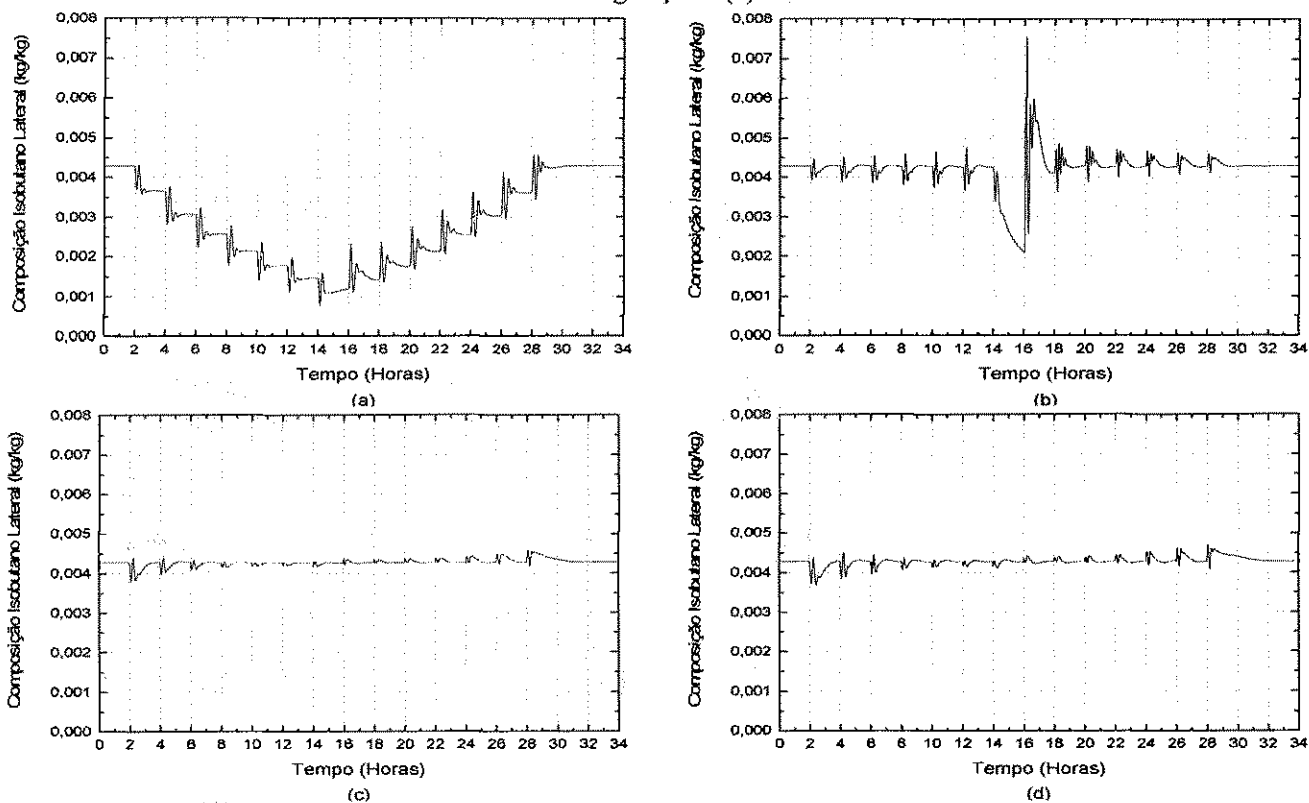 Composição Isobutano Lateral (kg/kg)
0,008
0,007
0,006
0,005
0,004
0,003
0,002
0,001
0,000
0 2 4 6 8 10 12 14 16 18 20 22 24 26 28 30 32 34
Tempo (Horas)
(a)
Composição Isobutano Lateral (kg/kg)
0,008
0,007
0,006
0,005
0,004
0,003
0,002
0,001
0,000
0 2 4 6 8 10 12 14 16 18 20 22 24 26 28 30 32 34
Tempo (Horas)
(b)
Composição Isobutano Lateral (kg/kg)
0,008
0,007
0,006
0,005
0,004
0,003
0,002
0,001
0,000
0 2 4 6 8 10 12 14 16 18 20 22 24 26 28 30 32 34
Tempo (Horas)
(c)
Composição Isobutano Lateral (kg/kg)
0,008
0,007
0,006
0,005
0,004
0,003
0,002
0,001
0,000
0 2 4 6 8 10 12 14 16 18 20 22 24 26 28 30 32 34
Tempo (Horas)
(d)